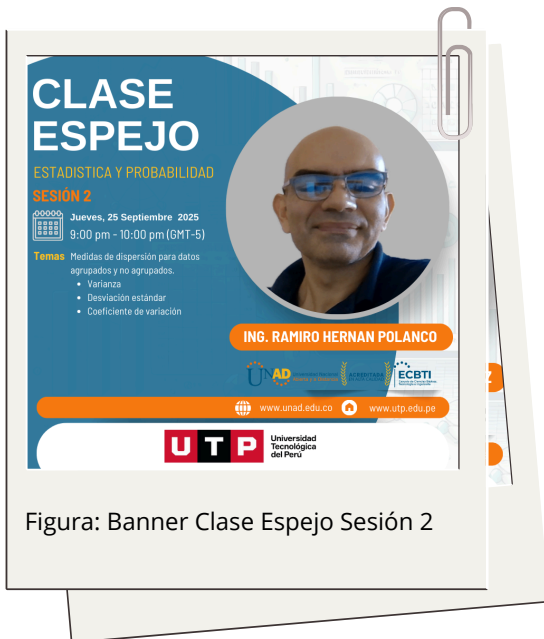 CLASE
ESPEJO
ESTADISTICA Y PROBABILIDAD
SESIÓN 2
Jueves, 25 Septiembre 2025
9:00 pm - 10:00 pm (GMT-5)
Temas Medidas de dispersión para datos
agrupados y no agrupados.
• Varianza
• Desviación estándar
• Coeficiente de variación
ING. RAMIRO HERNAN POLANCO
UNAD
ACREDITADA
ECBTI
www.unad.edu.co www.utp.edu.pe
UTP
Universidad
Tecnológica
del Perú
Z
Figura: Banner Clase Espejo Sesión 2